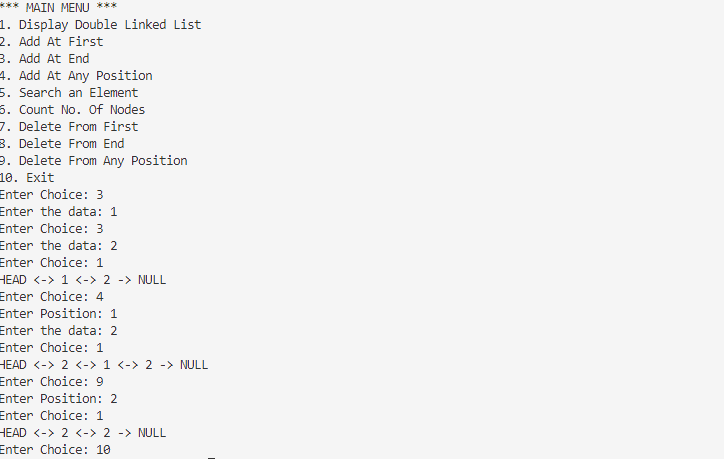 *** MAIN MENU ***
1. Display Double Linked List
2. Add At First
3. Add At End
4. Add At Any Position
5. Search an Element
6. Count No. Of Nodes
7. Delete From First
8. Delete From End
9. Delete From Any Position
10. Exit
Enter Choice: 3
Enter the data: 1
Enter Choice: 3
Enter the data: 2
Enter Choice: 1
HEAD <-> 1 <-> 2 -> NULL
Enter Choice: 4
Enter Position: 1
Enter the data: 2
Enter Choice: 1
HEAD <-> 2 <-> 1 <-> 2 -> NULL
Enter Choice: 9
Enter Position: 2
Enter Choice: 1
HEAD <-> 2 <-> 2 -> NULL
Enter Choice: 10